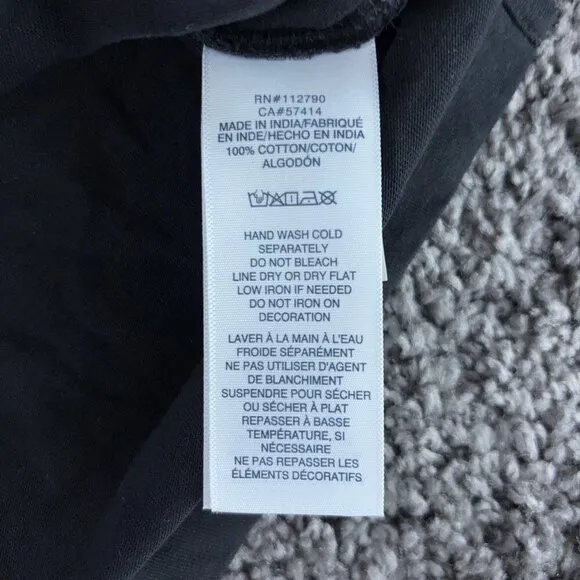 RN#112790
CA#57414
MADE IN INDIA/FABRIQUÉ
EN INDE/HECHO EN INDIA
100% COTTON/COTON/
ALGODÓN
HAND WASH COLD
SEPARATELY
DO NOT BLEACH
LINE DRY OR DRY FLAT
LOW IRON IF NEEDED
DO NOT IRON ON
DECORATION
LAVER À LA MAIN À L'EAU
FROIDE SÉPARÉMENT
NE PAS UTILISER D'AGENT
DE BLANCHIMENT
SUSPENDRE POUR SÉCHER
OU SÉCHER À PLAT
REPASSER À BASSE
TEMPÉRATURE, SI
NÉCESSAIRE
NE PAS REPASSER LES
ÉLÉMENTS DÉCORATIFS